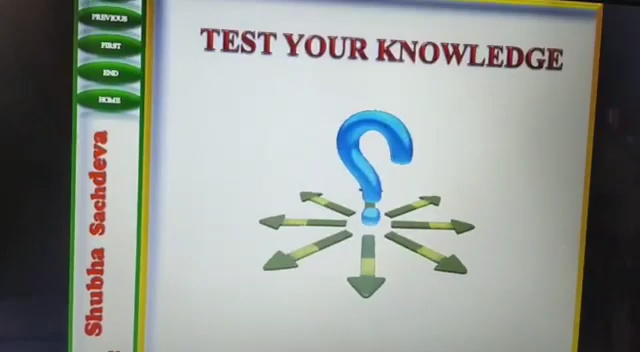 PREVIOUS
FIRST
END
HOME
Shubha Sachdeva
TEST YOUR KNOWLEDGE